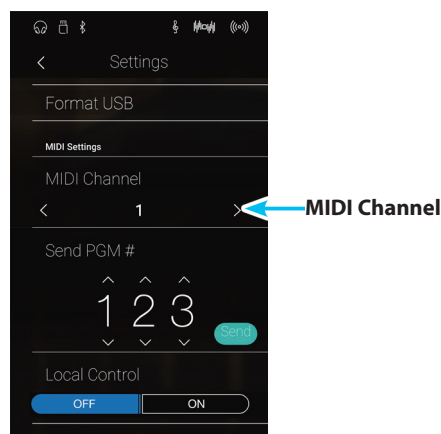 Settings
Format USB
MIDI Settings
MIDI Channel
1
MIDI Channel
Send PGM #
1 2 3
Send
Local Control
OFF ON